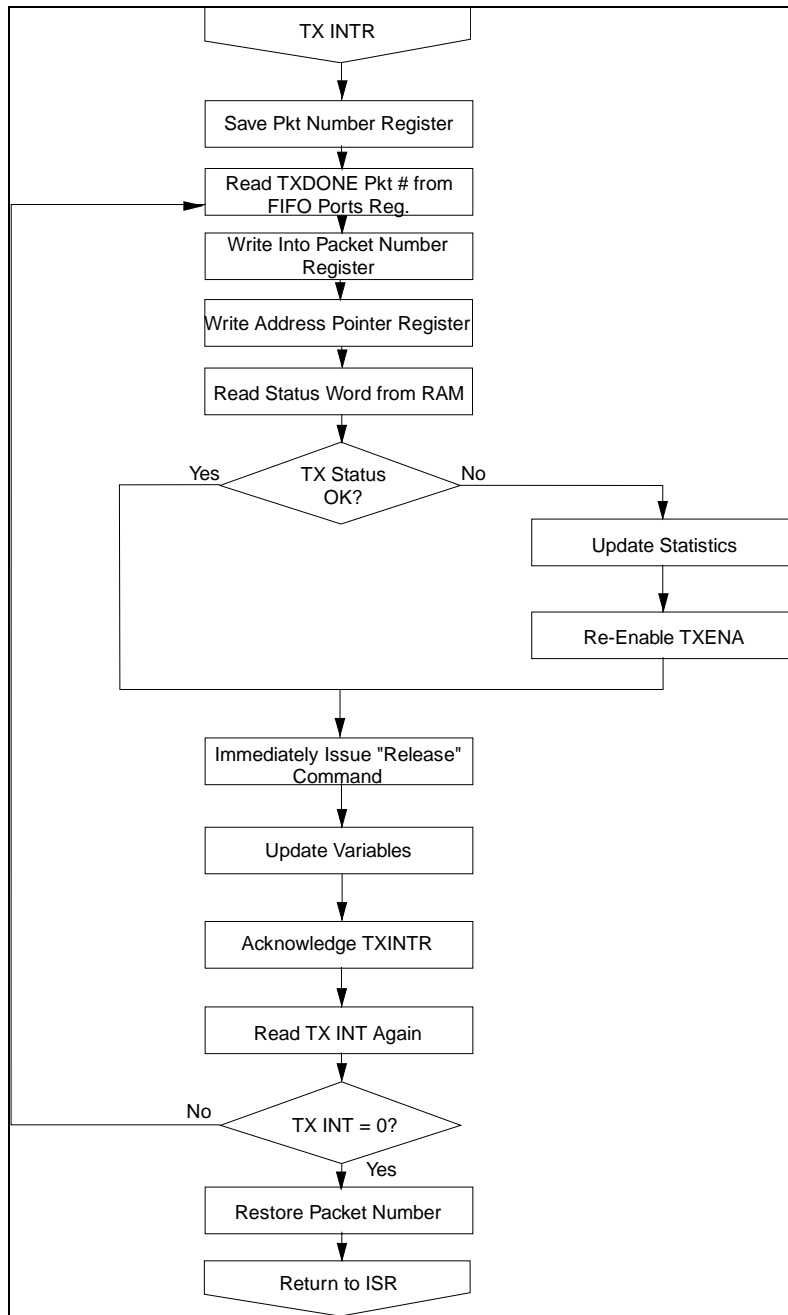 TX INTR
Save Pkt Number Register
Read TXDONE Pkt # from
FIFO Ports Reg.
Write Into Packet Number
Register
Write Address Pointer Register
Read Status Word from RAM
Yes
TX Status
OK?
No
Update Statistics
Re-Enable TXENA
Immediately Issue "Release"
Command
Update Variables
Acknowledge TXINTR
Read TX INT Again
No
TX INT = 0?
Yes
Restore Packet Number
Return to ISR